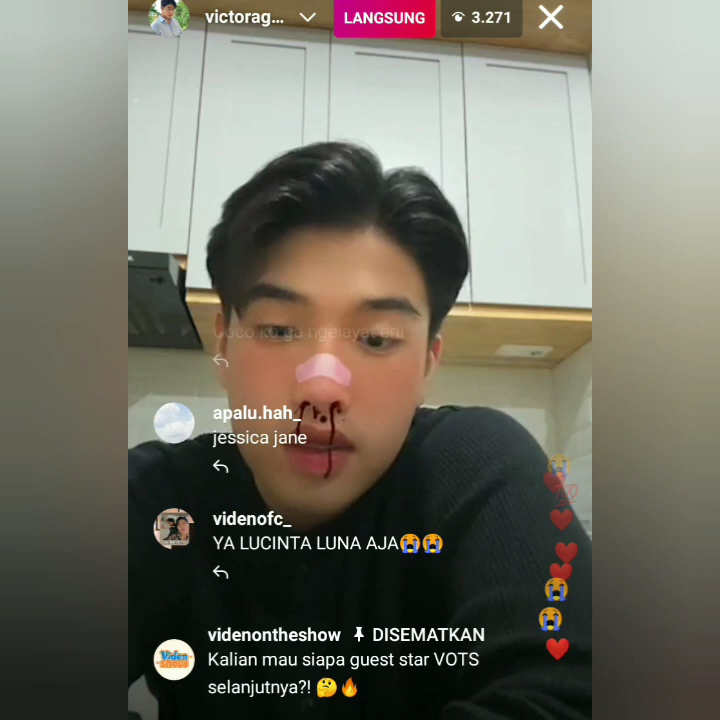 victorag...
LANGSUNG
3.271
apalu.hah_
jessica jane
videnofc_
YA LUCINTA LUNA AJA😭😭
videnontheshow DISEMATKAN
Kalian mau siapa guest star VOTS
selanjutnya?! 🤔🔥